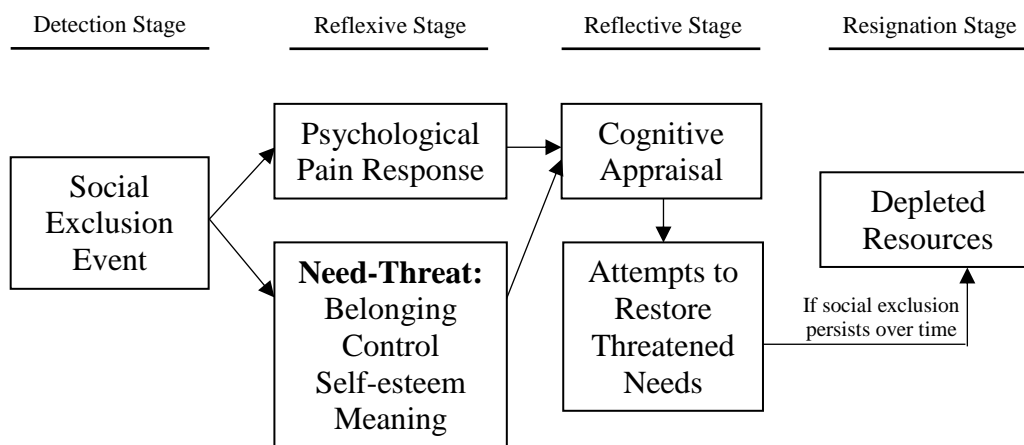 Detection Stage
Reflexive Stage
Reflective Stage
Resignation Stage
Social
Exclusion
Event
Psychological
Pain Response
Need-Threat:
Belonging
Control
Self-esteem
Meaning
Cognitive
Appraisal
Attempts to
Restore
Threatened
Needs
If social exclusion
persists over time
Depleted
Resources